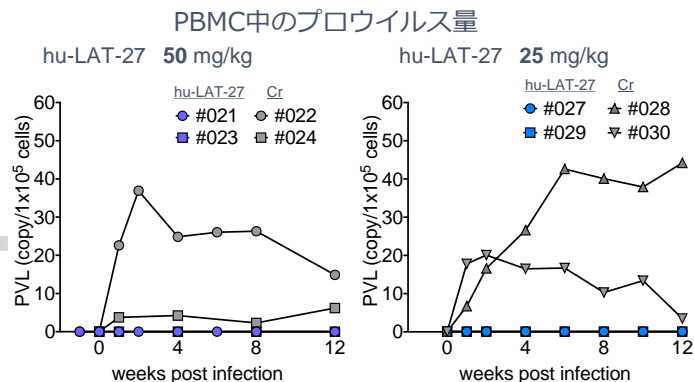 PBMC中のプロウイルス量
hu-LAT-27 50 mg/kg
hu-LAT-27 Cr
#021 #022
#023 #024
60
50
40
30
20
10
0
PVL (copy/1x10⁵ cells)
0 4 8 12
weeks post infection
hu-LAT-27 25 mg/kg
hu-LAT-27 Cr
#027 #028
#029 #030
60
50
40
30
20
10
0
PVL (copy/1x10⁵ cells)
0 4 8 12
weeks post infection